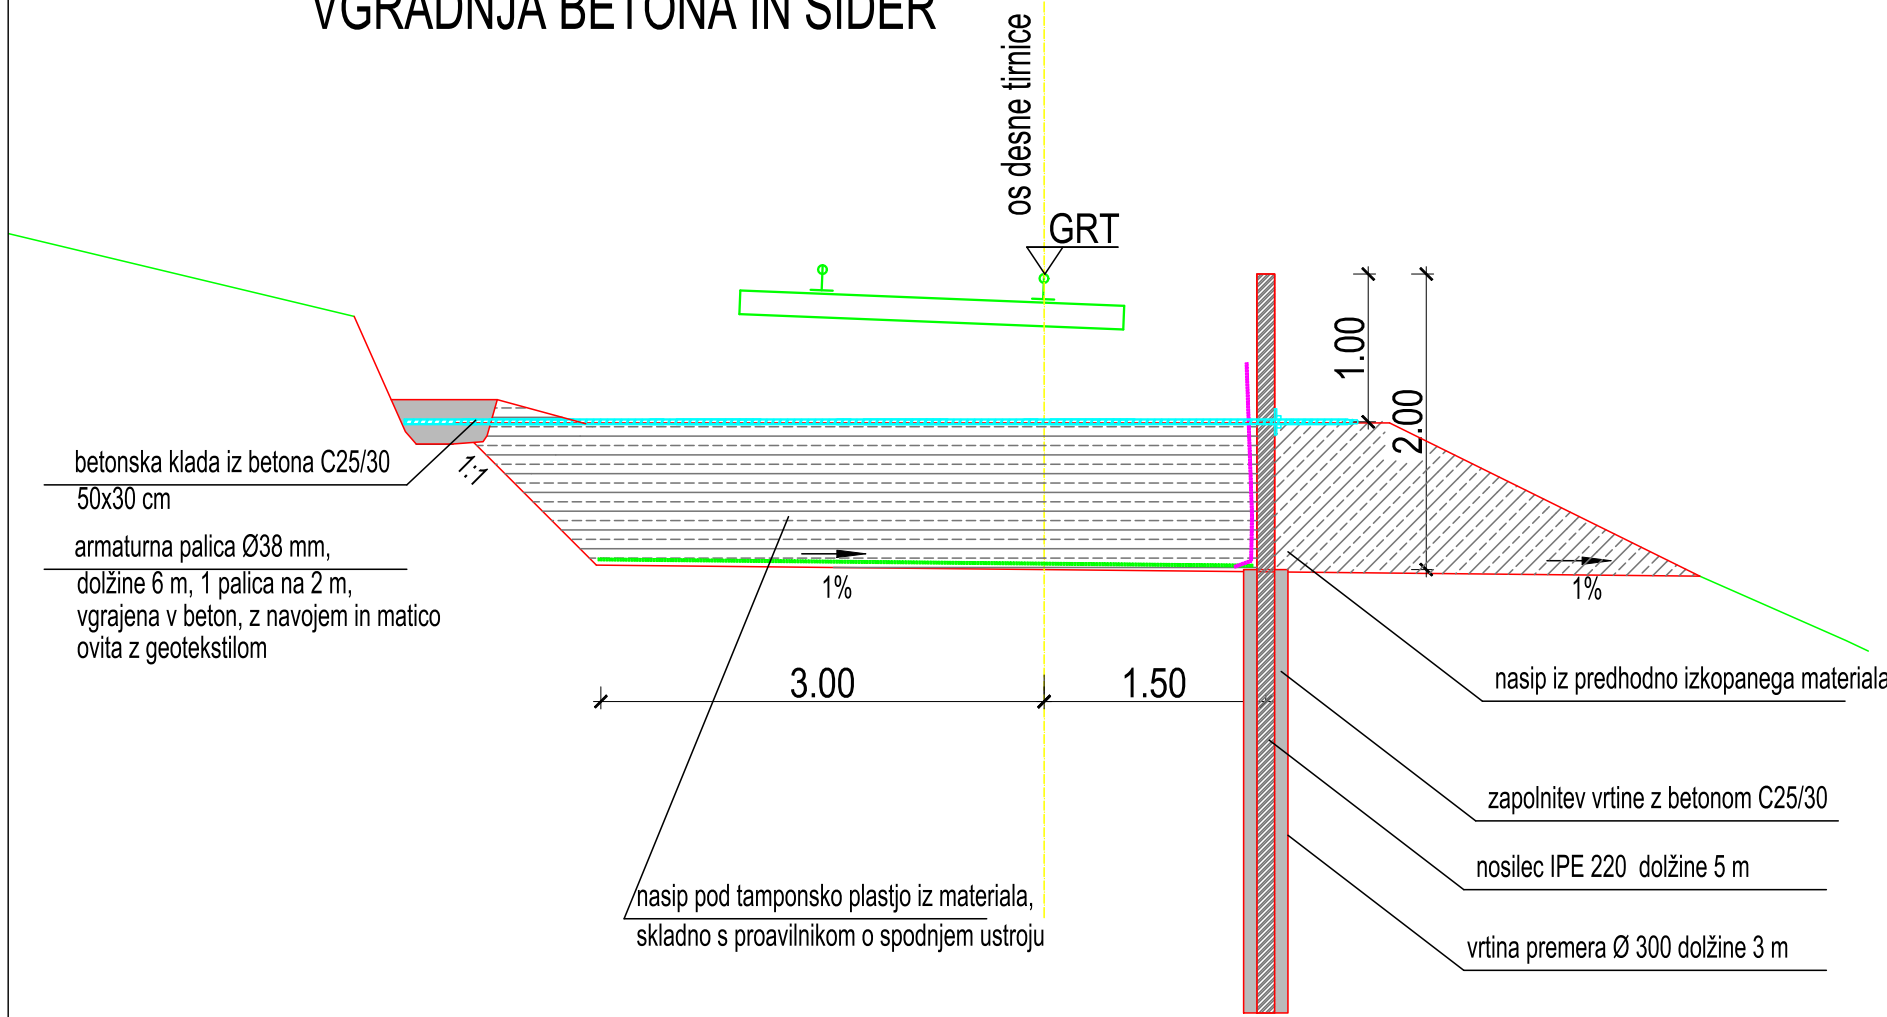 VGRADNJA BETONA IN SIDER
os desne tirnice
GRT
1.00
2.00
betonska klada iz betona C25/30
50x30 cm
1:1
armaturna palica Ø38 mm,
dolžine 6 m, 1 palica na 2 m,
vgrajena v beton, z navojem in matico
ovita z geotekstilom
1%
1%
3.00
1.50
nasip iz predhodno izkopanega materiala
zapolnitev vrtine z betonom C25/30
nosilec IPE 220 dolžine 5 m
vrtina premera Ø 300 dolžine 3 m
nasip pod tamponsko plastjo iz materiala,
skladno s proavilnikom o spodnjem ustroju